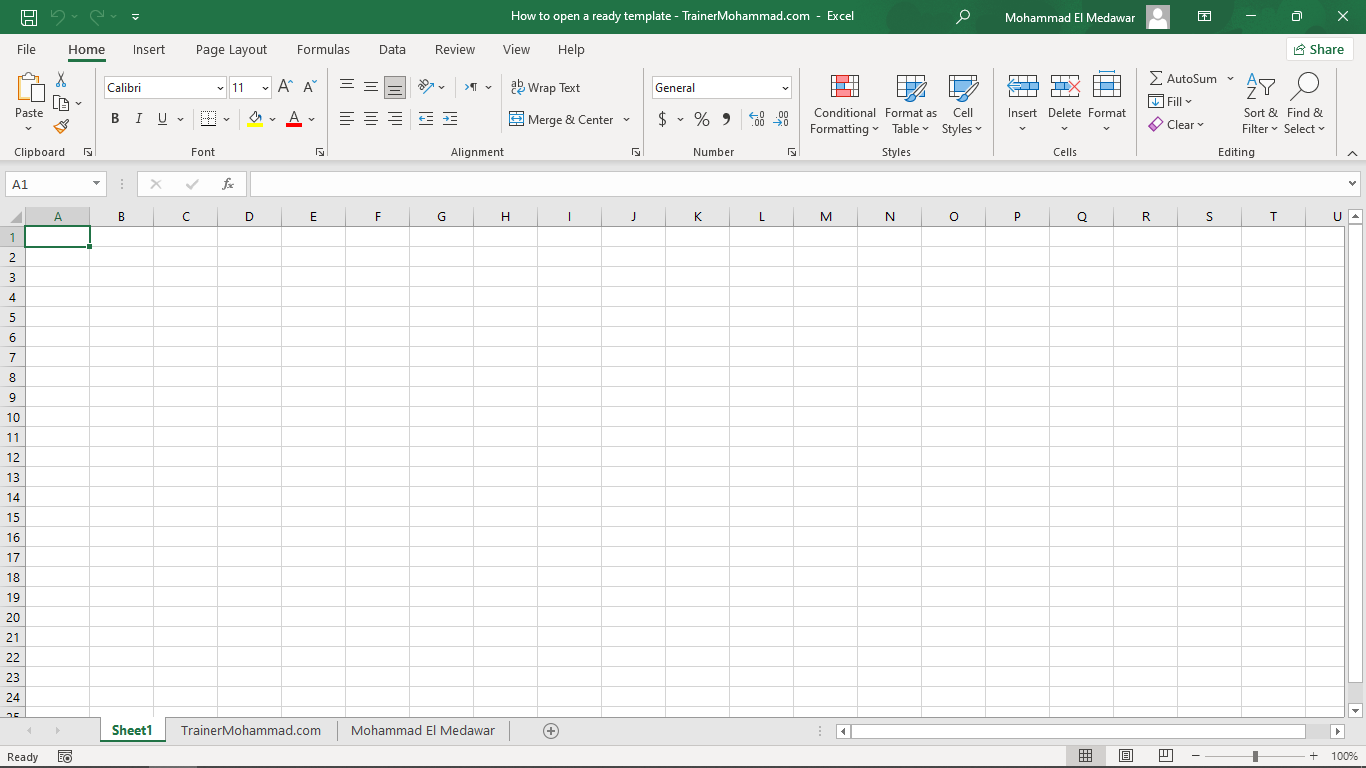 How to open a ready template - TrainerMohammad.com - Excel
Mohammad El Medawar
File Home Insert Page Layout Formulas Data Review View Help
Share
Paste
Clipboard
Calibri 11
B I U A
Font
ab Wrap Text
Merge & Center
Alignment
General
$ % 9 .00 .00
Number
Conditional Formatting
Format as Table
Cell Styles
Styles
Insert Delete Format
Cells
AutoSum
Fill
Clear
Sort & Filter
Find & Select
Editing
A1 fx
A B C D E F G H I J K L M N O P Q R S T U
1
2
3
4
5
6
7
8
9
10
11
12
13
14
15
16
17
18
19
20
21
22
23
24
25
Sheet1 TrainerMohammad.com Mohammad El Medawar
Ready 100%